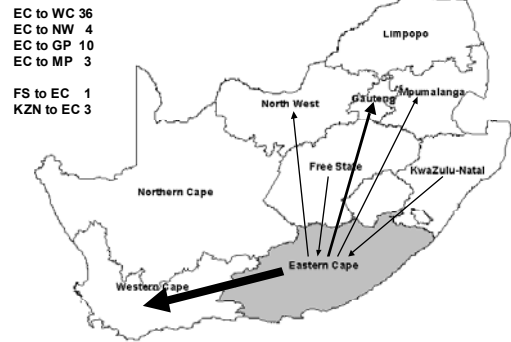 EC to WC 36
EC to NW 4
EC to GP 10
EC to MP 3
FS to EC 1
KZN to EC 3
Limpopo
North West
Gauteng
Mpumalanga
Free State
KwaZulu-Natal
Northern Cape
Eastern Cape
Western Cape